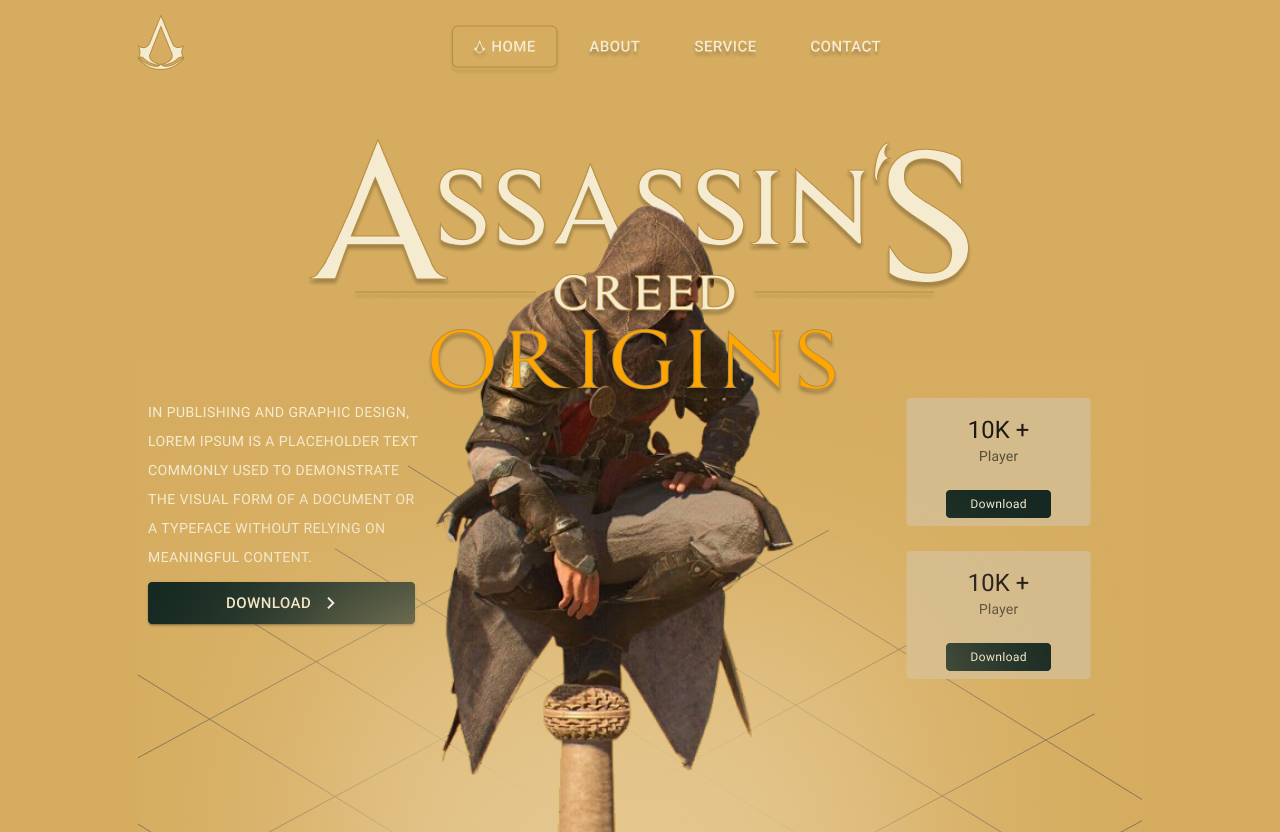 HOME
ABOUT
SERVICE
CONTACT
ASSASSIN'S
CREED
ORIGINS
IN PUBLISHING AND GRAPHIC DESIGN,
LOREM IPSUM IS A PLACEHOLDER TEXT
COMMONLY USED TO DEMONSTRATE
THE VISUAL FORM OF A DOCUMENT OR
A TYPEFACE WITHOUT RELYING ON
MEANINGFUL CONTENT.
DOWNLOAD
10K +
Player
Download
10K +
Player
Download